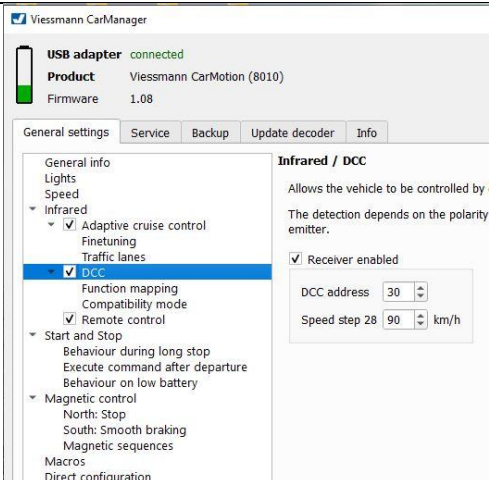 Viessmann CarManager
USB adapter connected
Product Viessmann CarMotion (8010)
Firmware 1.08
General settings Service Backup Update decoder Info
General info
Lights
Speed
Infrared
Adaptive cruise control
Finetuning
Traffic lanes
DCC
Function mapping
Compatibility mode
Remote control
Start and Stop
Behaviour during long stop
Execute command after departure
Behaviour on low battery
Magnetic control
North: Stop
South: Smooth braking
Magnetic sequences
Macros
Direct configuration
Infrared / DCC
Allows the vehicle to be controlled by
The detection depends on the polarity
emitter.
Receiver enabled
DCC address 30
Speed step 28 90 km/h